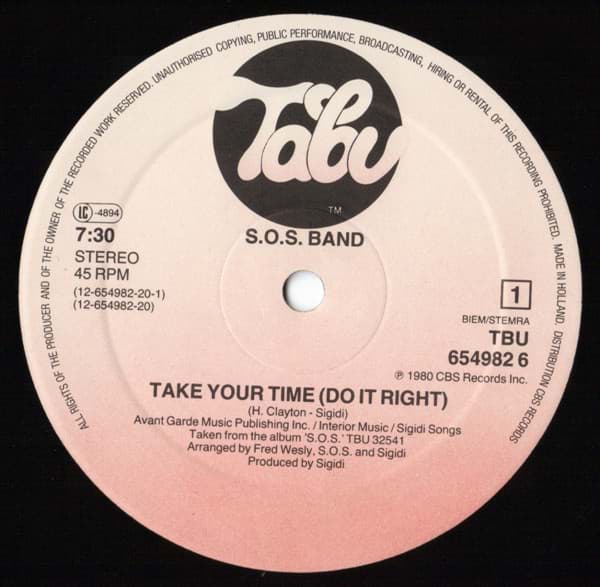 ALL RIGHTS OF THE PRODUCER AND OF THE OWNER OF THE RECORDED WORK RESERVED. UNAUTHORISED COPYING, PUBLIC PERFORMANCE, BROADCASTING, HIRING OR RENTAL OF THIS RECORDING PROHIBITED. MADE IN HOLLAND. DISTRIBUTION CBS RECORDS
Tabu
TM
S.O.S. BAND
LC -4894
7:30
STEREO
45 RPM
(12-654982-20-1)
(12-654982-20)
1
BIEM/STEMRA
TBU
654982 6
℗ 1980 CBS Records Inc.
TAKE YOUR TIME (DO IT RIGHT)
(H. Clayton - Sigidi)
Avant Garde Music Publishing Inc. / Interior Music / Sigidi Songs
Taken from the album 'S.O.S.' TBU 32541
Arranged by Fred Wesly, S.O.S. and Sigidi
Produced by Sigidi